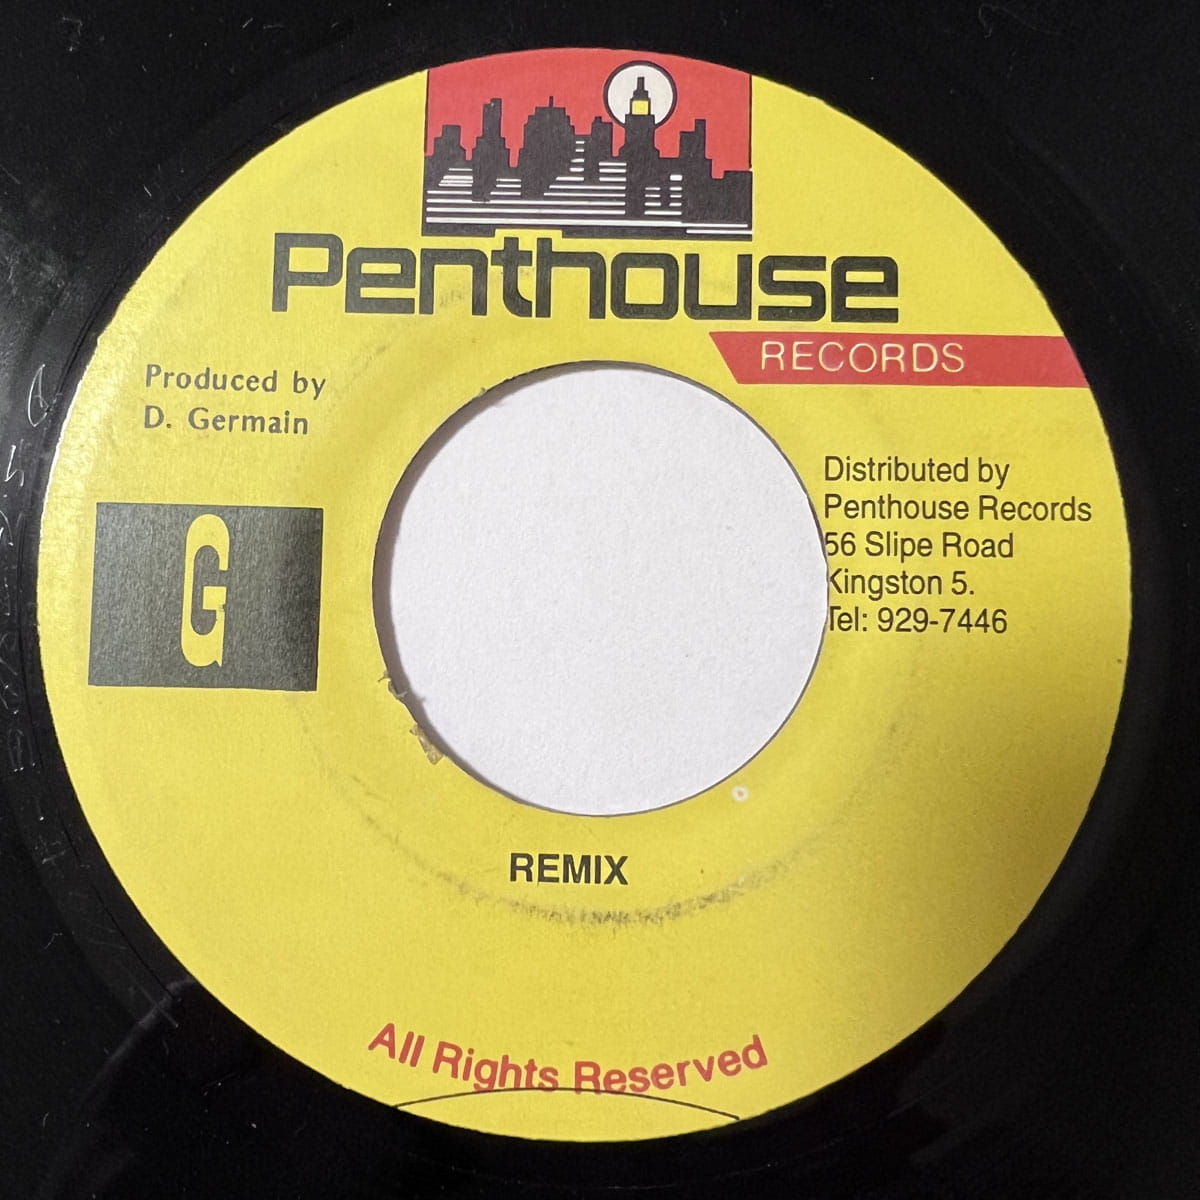 Penthouse
RECORDS
Produced by
D. Germain
G
Distributed by
Penthouse Records
56 Slipe Road
Kingston 5.
Tel: 929-7446
REMIX
All Rights Reserved